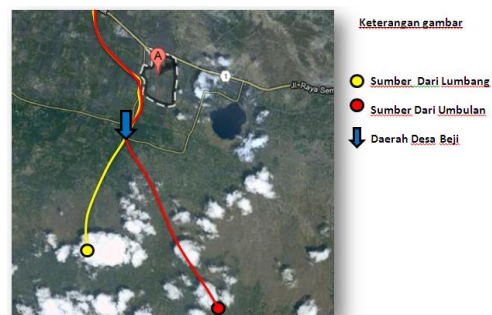 Keterangan gambar
A
1
Jl. Raya Sem
Sumber Dari Lumbang
Sumber Dari Umbulan
Daerah Desa Beji